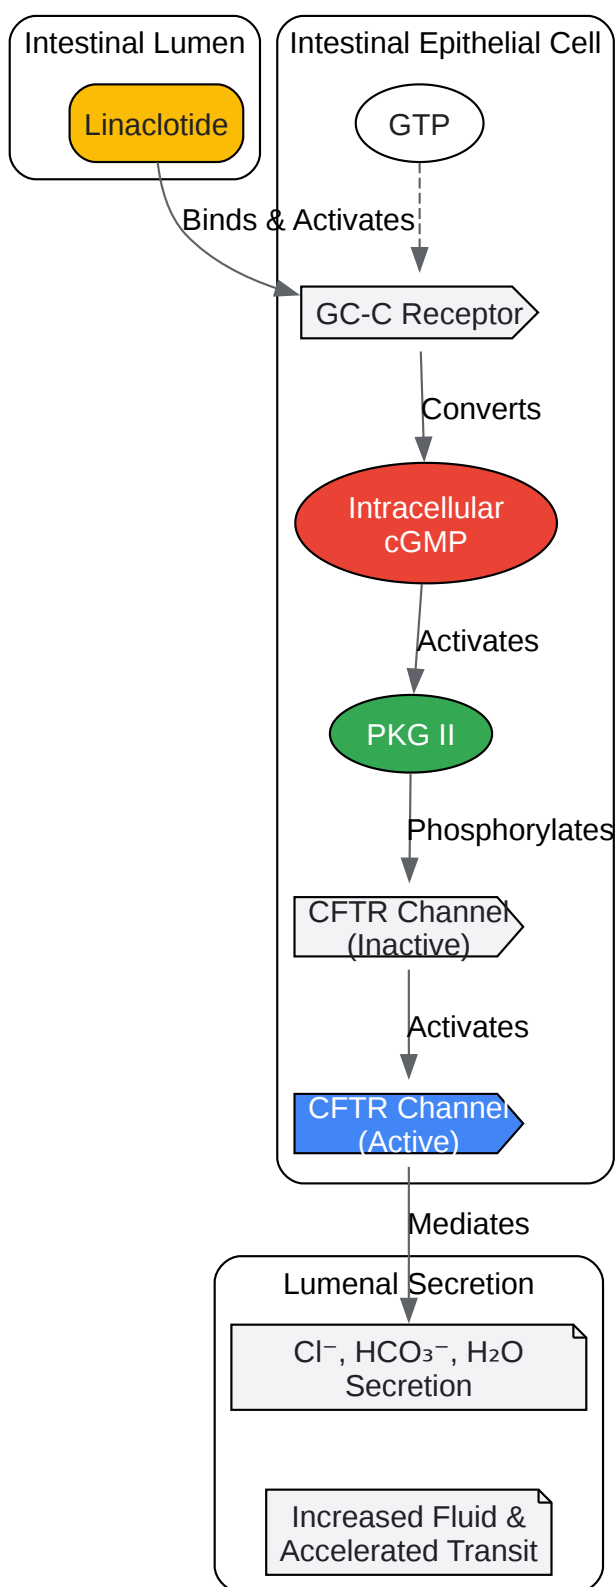 Intestinal Lumen
Intestinal Epithelial Cell
Linaclotide
GTP
Binds & Activates
GC-C Receptor
Converts
Intracellular
cGMP
Activates
PKG II
Phosphorylates
CFTR Channel
(Inactive)
Activates
CFTR Channel
(Active)
Mediates
Lumenal Secretion
Cl⁻, HCO₃⁻, H₂O
Secretion
Increased Fluid &
Accelerated Transit